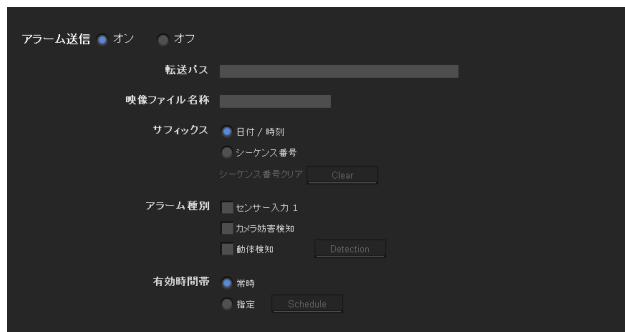 アラーム送信 オン オフ
転送パス
映像ファイル名称
サフィックス 日付 / 時刻
シーケンス番号
シーケンス番号クリア Clear
アラーム種別 センサー入力 1
カメラ妨害検知
動体検知 Detection
有効時間帯 常時
指定 Schedule